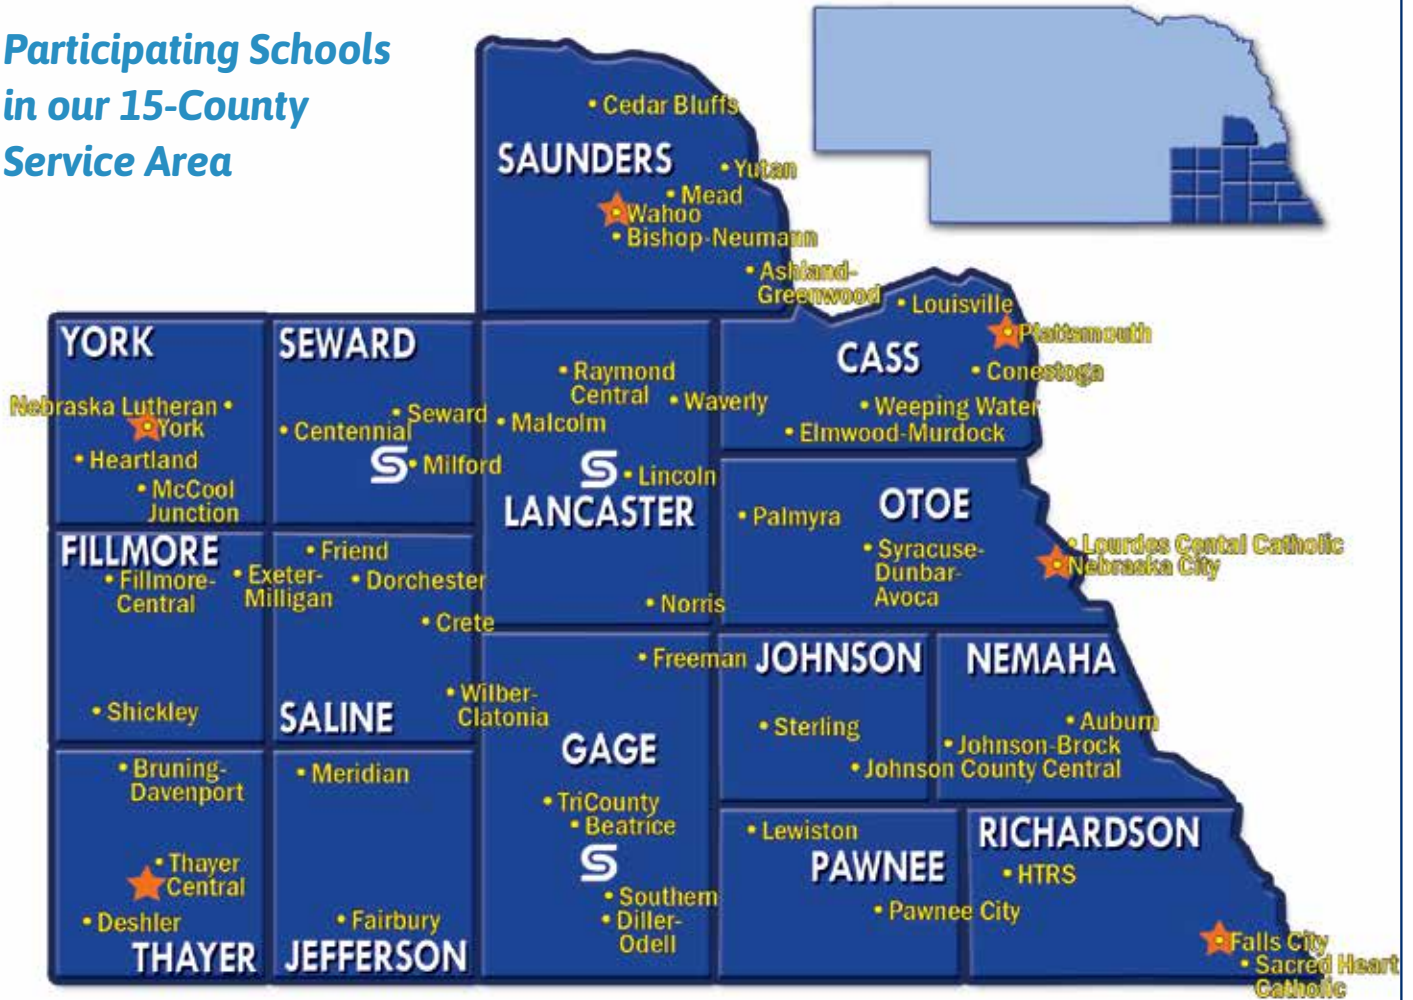 Participating Schools
in our 15-County
Service Area
• Cedar Bluffs
SAUNDERS
• Yutan
• Mead
Wahoo
• Bishop-Neumann
• Ashland-
Greenwood
YORK
Nebraska Lutheran •
York
• Heartland
• McCool
Junction
SEWARD
• Seward
• Centennial
• Milford
• Raymond
Central
• Waverly
• Malcolm
• Lincoln
LANCASTER
• Norris
• Louisville
Plattsmouth
CASS
• Conestoga
• Weeping Water
• Elmwood-Murdock
OTOE
• Palmyra
• Syracuse-
Dunbar-
Avoca
• Lourdes Cental Catholic
Nebraska City
FILLMORE
• Fillmore-
Central
• Exeter-
Milligan
• Shickley
• Friend
• Dorchester
• Crete
• Wilber-
Clatonia
SALINE
• Freeman
GAGE
• TriCounty
• Beatrice
• Southern
• Diller-
Odell
JOHNSON
• Sterling
• Johnson County Central
NEMAHA
• Auburn
• Johnson-Brock
• Bruning-
Davenport
• Thayer
Central
• Deshler
THAYER
• Meridian
• Fairbury
JEFFERSON
• Lewiston
PAWNEE
• Pawnee City
RICHARDSON
• HTRS
Falls City
• Sacred Heart
Catholic